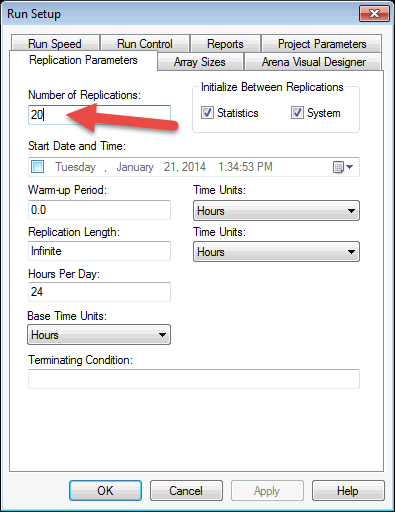 Run Setup
Run Speed Run Control Reports Project Parameters
Replication Parameters Array Sizes Arena Visual Designer
Number of Replications:
20
Initialize Between Replications
Statistics System
Start Date and Time:
Tuesday , January 21, 2014 1:34:53 PM
Warm-up Period: Time Units:
0.0 Hours
Replication Length: Time Units:
Infinite Hours
Hours Per Day:
24
Base Time Units:
Hours
Terminating Condition:
OK Cancel Apply Help